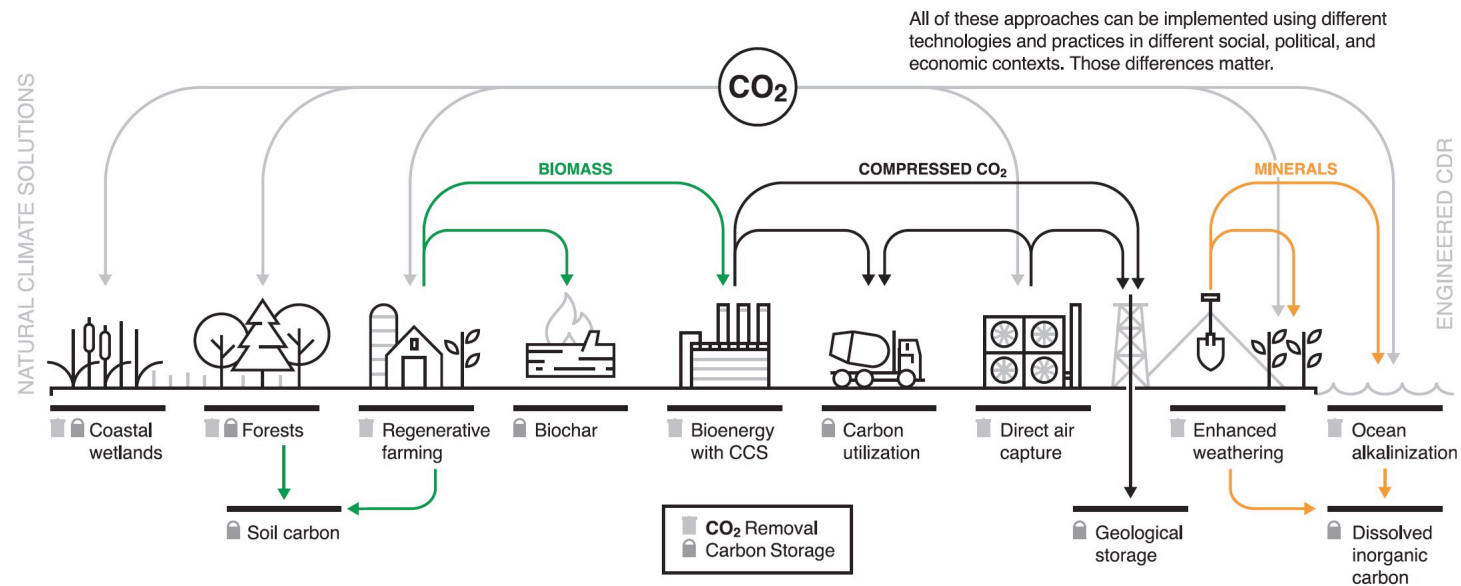 All of these approaches can be implemented using different
technologies and practices in different social, political, and
economic contexts. Those differences matter.
CO₂
NATURAL CLIMATE SOLUTIONS
ENGINEERED CDR
BIOMASS
COMPRESSED CO₂
MINERALS
Coastal
wetlands
Forests
Regenerative
farming
Biochar
Bioenergy
with CCS
Carbon
utilization
Direct air
capture
Enhanced
weathering
Ocean
alkalinization
Soil carbon
CO₂ Removal
Carbon Storage
Geological
storage
Dissolved
inorganic
carbon